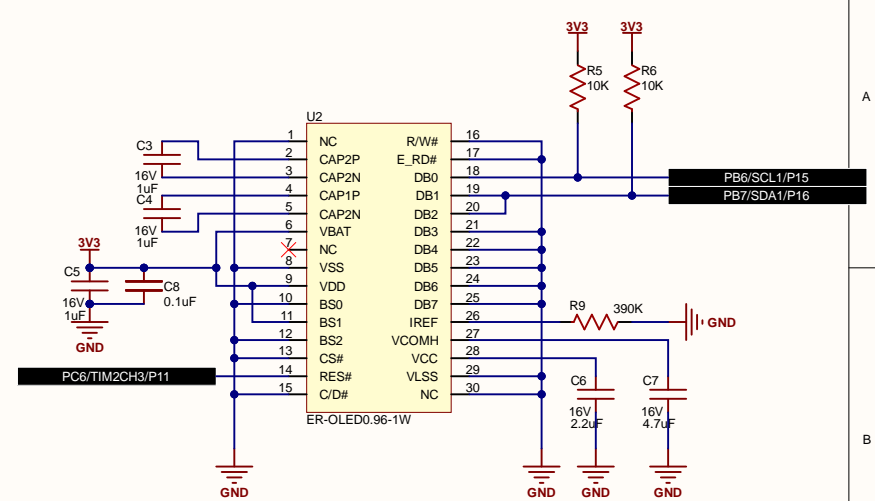 3V3
3V3
R5
10K
R6
10K
A
U2
1 NC R/W# 16
2 CAP2P E_RD# 17
3 CAP2N DB0 18
4 CAP1P DB1 19
5 CAP2N DB2 20
6 VBAT DB3 21
7 NC DB4 22
8 VSS DB5 23
9 VDD DB6 24
10 BS0 DB7 25
11 BS1 IREF 26
12 BS2 VCOMH 27
13 CS# VCC 28
14 RES# VLSS 29
15 C/D# NC 30
ER-OLED0.96-1W
C3
16V
1uF
C4
16V
1uF
PB6/SCL1/P15
PB7/SDA1/P16
3V3
C5
16V
1uF
C8
0.1uF
GND
R9
390K
GND
PC6/TIM2CH3/P11
C6
16V
2.2uF
C7
16V
4.7uF
B
GND
GND
GND
GND